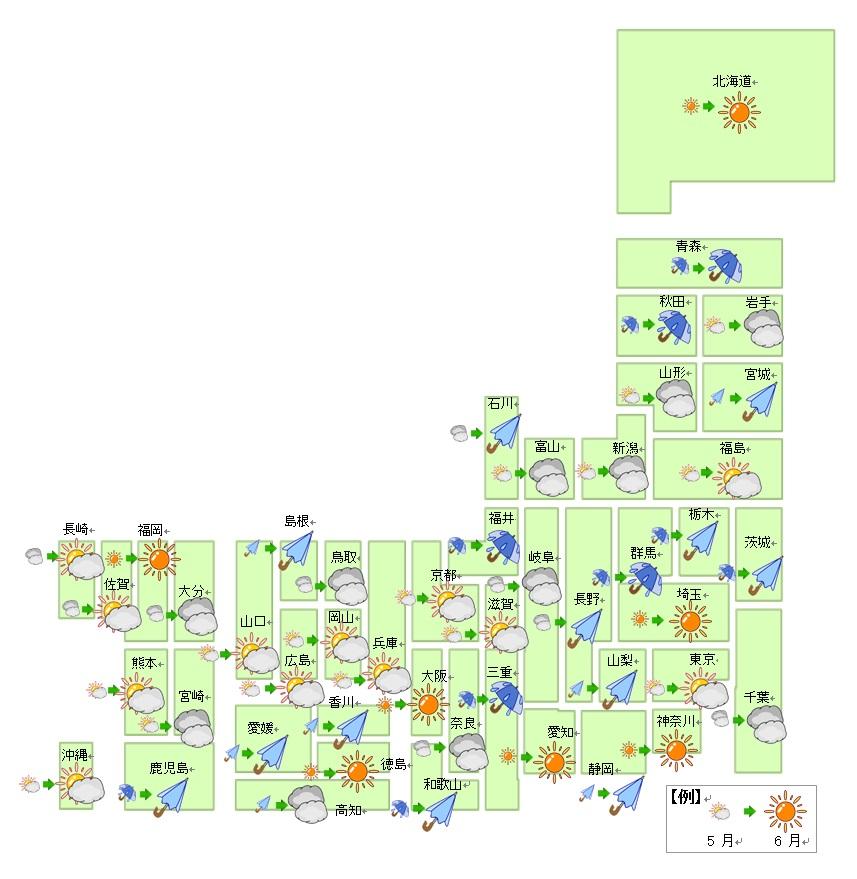 北海道
青森
秋田
岩手
山形
宮城
石川
富山
新潟
福島
福井
栃木
長崎
福岡
島根
鳥取
岐阜
群馬
茨城
佐賀
大分
京都
滋賀
長野
埼玉
山口
岡山
広島
兵庫
熊本
宮崎
大阪
三重
山梨
東京
千葉
香川
愛媛
奈良
愛知
神奈川
沖縄
鹿児島
徳島
静岡
和歌山
高知
【例】
5 月 6 月